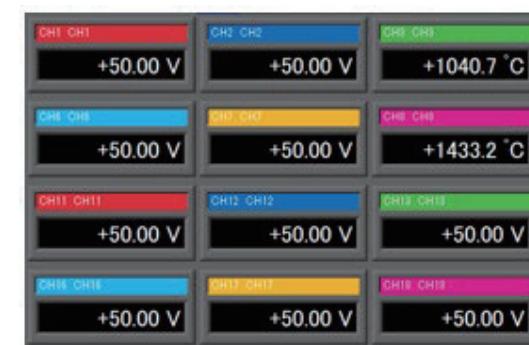 CH1 CH1 CH2 CH2 CH3 CH3
+50.00 V +50.00 V +1040.7 °C
CH6 CH6 CH7 CH7 CH8 CH8
+50.00 V +50.00 V +1433.2 °C
CH11 CH11 CH12 CH12 CH13 CH13
+50.00 V +50.00 V +50.00 V
CH16 CH16 CH17 CH17 CH18 CH18
+50.00 V +50.00 V +50.00 V